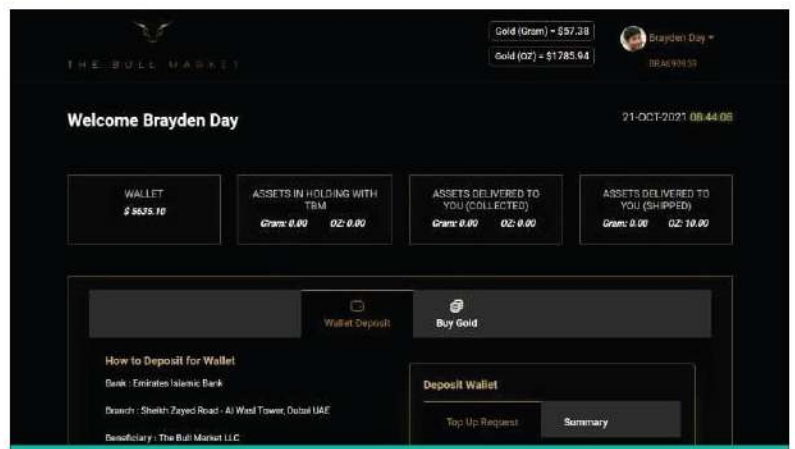 Gold (Gram) = $57.38
Gold (OZ) = $1785.94
Brayden Day
BRA690959
THE BULL MARKET
Welcome Brayden Day
21-OCT-2021 08:44:06
WALLET
$ 5635.10
ASSETS IN HOLDING WITH
TBM
Gram: 0.00 OZ: 0.00
ASSETS DELIVERED TO
YOU (COLLECTED)
Gram: 0.00 OZ: 0.00
ASSETS DELIVERED TO
YOU (SHIPPED)
Gram: 0.00 OZ: 10.00
Wallet Deposit
Buy Gold
How to Deposit for Wallet
Bank : Emirates Islamic Bank
Branch : Sheikh Zayed Road - Al Wasl Tower, Dubai UAE
Beneficiary : The Bull Market LLC
Deposit Wallet
Top Up Request
Summary